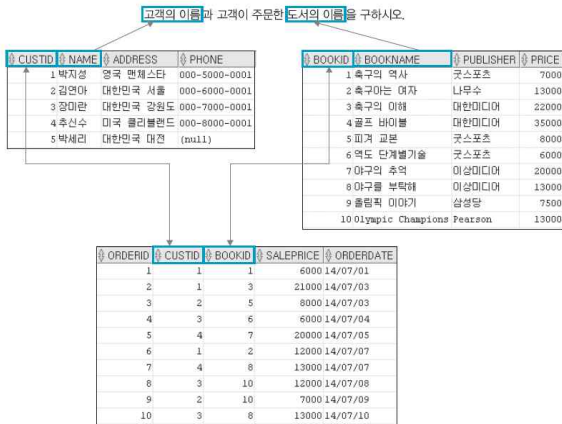 고객의 이름과 고객이 주문한 도서의 이름을 구하시오.
CUSTID NAME ADDRESS PHONE
1 박지성 영국 맨체스타 000-5000-0001
2 김연아 대한민국 서울 000-6000-0001
3 장미란 대한민국 강원도 000-7000-0001
4 추신수 미국 클리블랜드 000-8000-0001
5 박세리 대한민국 대전 (null)
BOOKID BOOKNAME PUBLISHER PRICE
1 축구의 역사 굿스포츠 7000
2 축구아는 여자 나무수 13000
3 축구의 이해 대한미디어 22000
4 골프 바이블 대한미디어 35000
5 피겨 교본 굿스포츠 8000
6 역도 단계별기술 굿스포츠 6000
7 야구의 추억 이상미디어 20000
8 야구를 부탁해 이상미디어 13000
9 올림픽 이야기 삼성당 7500
10 Olympic Champions Pearson 13000
ORDERID CUSTID BOOKID SALEPRICE ORDERDATE
1 1 1 6000 14/07/01
2 1 3 21000 14/07/03
3 2 5 8000 14/07/03
4 3 6 6000 14/07/04
5 4 7 20000 14/07/05
6 1 2 12000 14/07/07
7 4 8 13000 14/07/07
8 3 10 12000 14/07/08
9 2 10 7000 14/07/09
10 3 8 13000 14/07/10